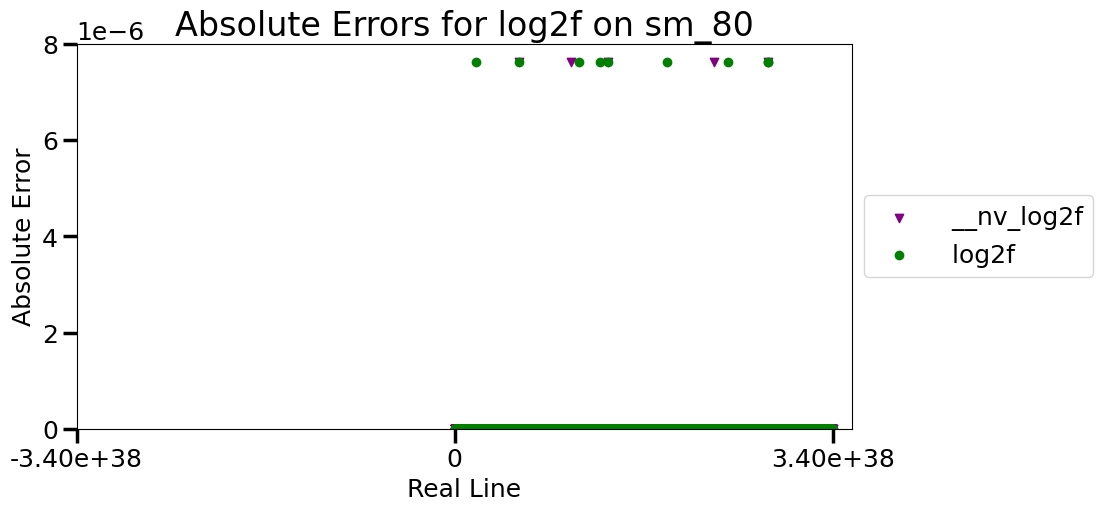 Absolute Errors for log2f on sm_80
1e−6
8
6
4
2
0
Absolute Error
-3.40e+38
0
3.40e+38
Real Line
__nv_log2f
log2f